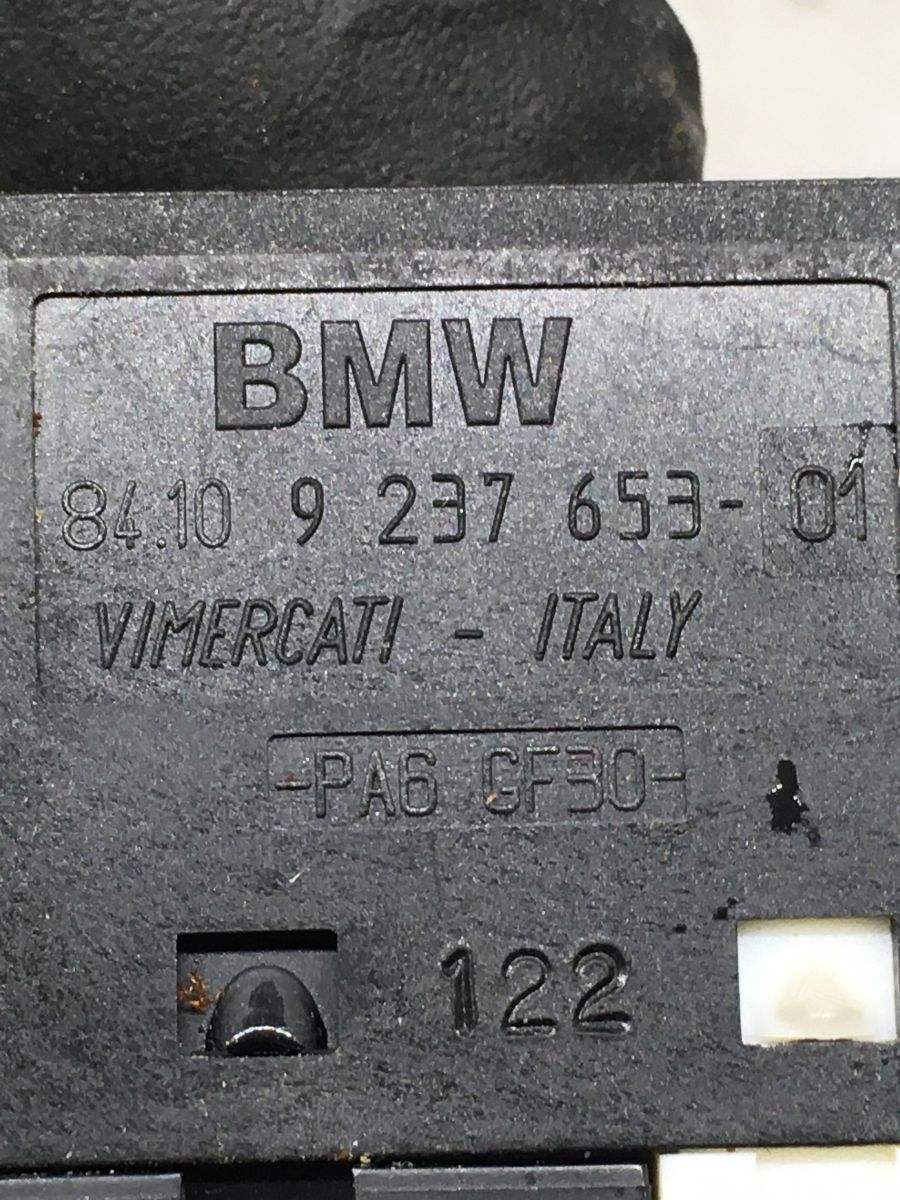 BMW
84.10 9 237 653-01
VIMERCATI - ITALY
-PA6 GF30-
122